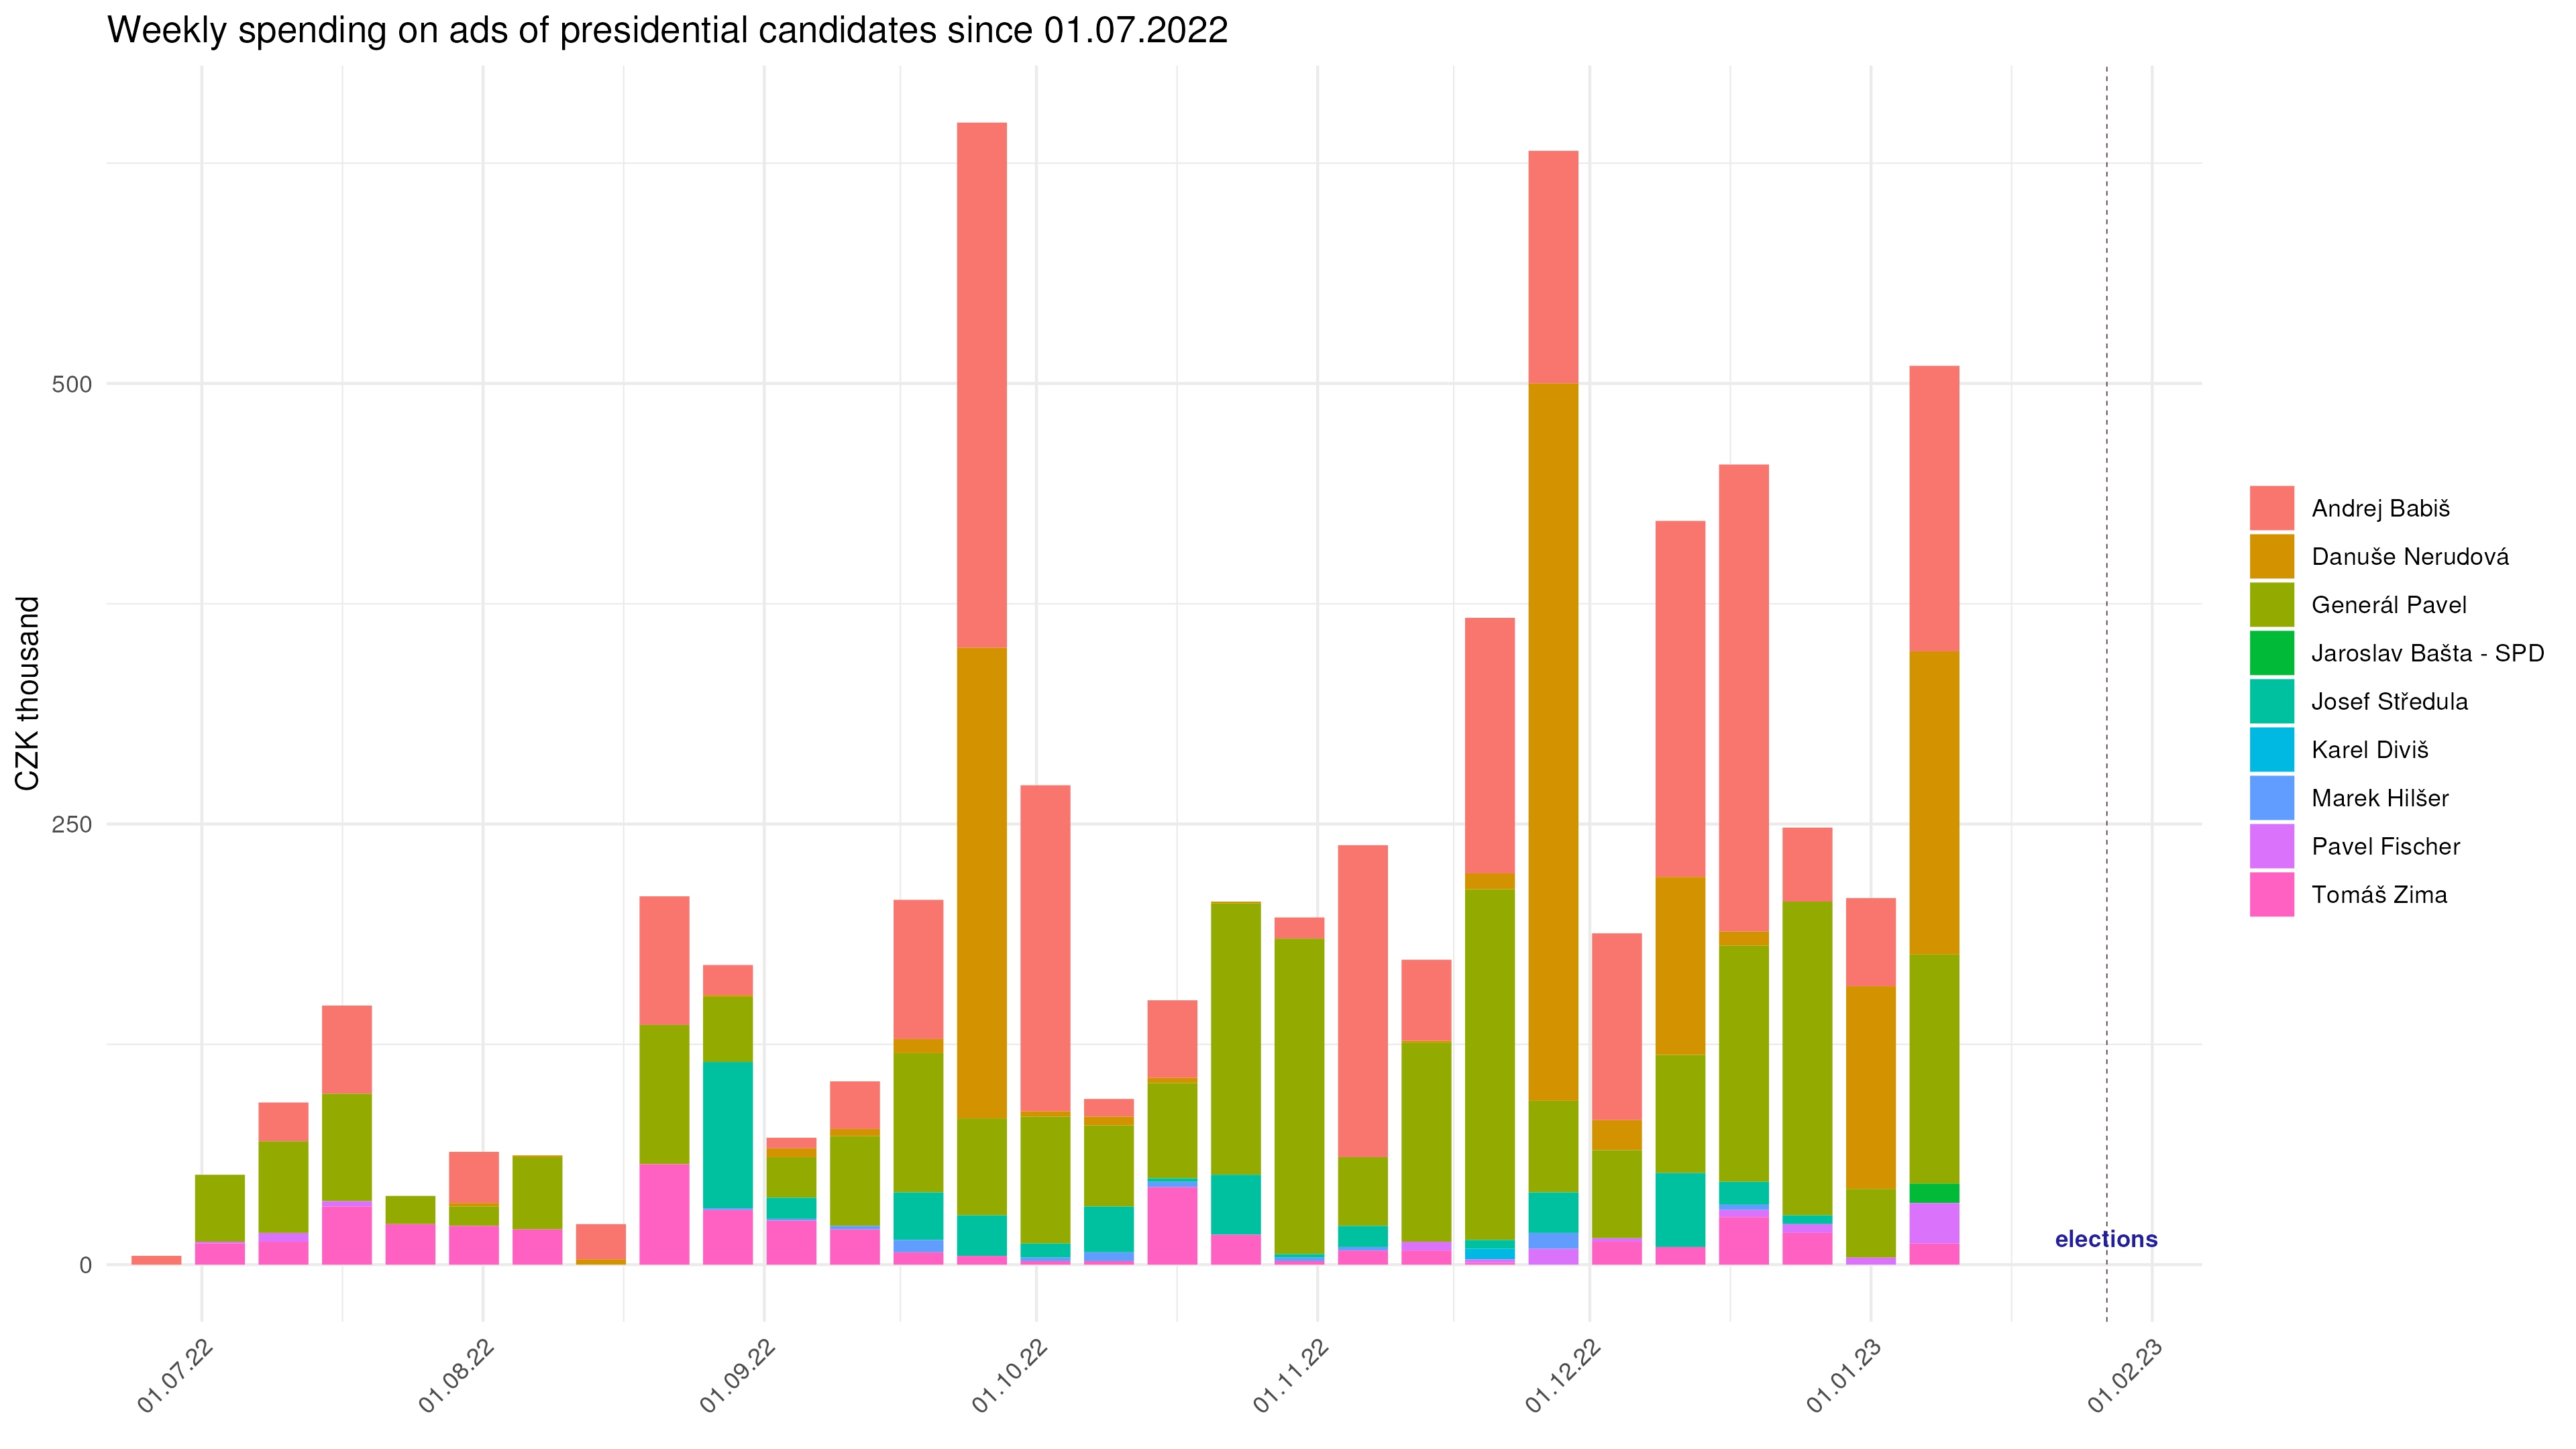 Weekly spending on ads of presidential candidates since 01.07.2022
CZK thousand
500
250
0
01.07.22
01.08.22
01.09.22
01.10.22
01.11.22
01.12.22
01.01.23
01.02.23
elections
Andrej Babiš
Danuše Nerudová
Generál Pavel
Jaroslav Bašta - SPD
Josef Středula
Karel Diviš
Marek Hilšer
Pavel Fischer
Tomáš Zima